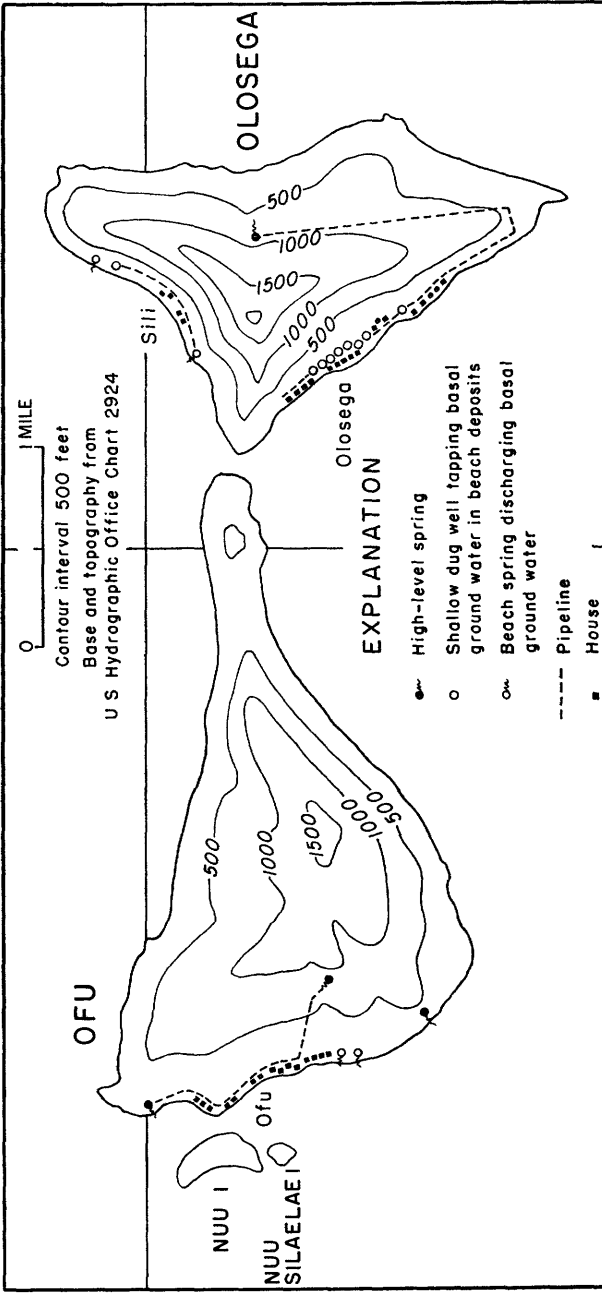 0 1 MILE
Contour interval 500 feet
Base and topography from
U S Hydrographic Office Chart 2924
OFU
OLOSEGA
NUU I
NUU
SILAELAE I
Ofu
500
1000
1500
1000
500
Sili
500
1000
1500
1000
500
Olosega
EXPLANATION
High-level spring
Shallow dug well tapping basal
ground water in beach deposits
Beach spring discharging basal
ground water
Pipeline
House